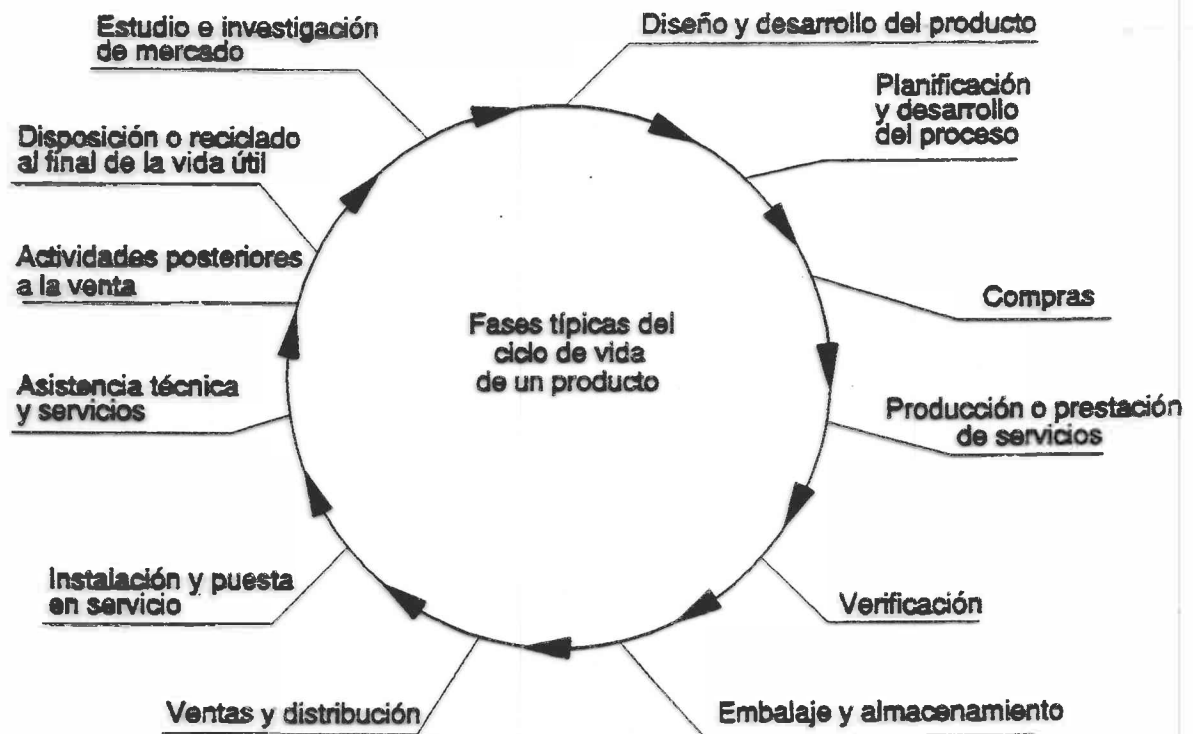 Estudio e investigación
de mercado
Diseño y desarrollo del producto
Planificación
y desarrollo
del proceso
Compras
Producción o prestación
de servicios
Verificación
Embalaje y almacenamiento
Ventas y distribución
Instalación y puesta
en servicio
Asistencia técnica
y servicios
Actividades posteriores
a la venta
Disposición o reciclado
al final de la vida útil
Fases típicas del
ciclo de vida
de un producto